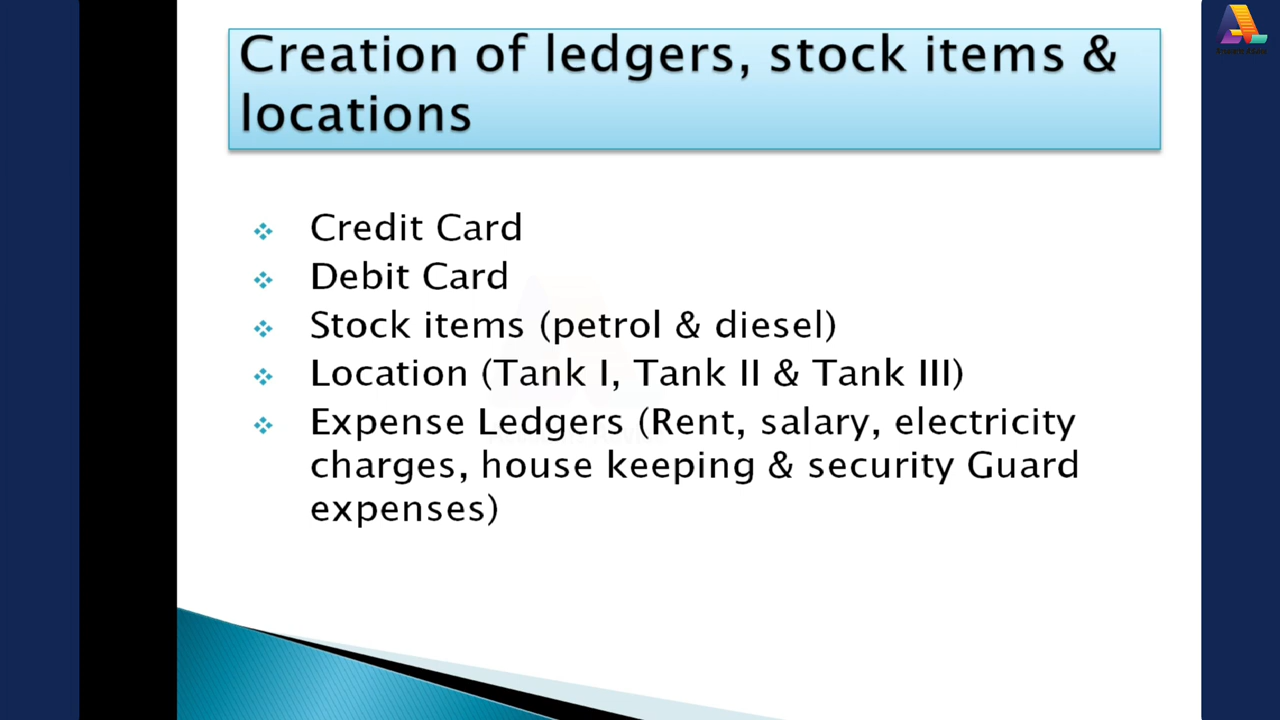 Creation of ledgers, stock items &
locations
Credit Card
Debit Card
Stock items (petrol & diesel)
Location (Tank I, Tank II & Tank III)
Expense Ledgers (Rent, salary, electricity
charges, house keeping & security Guard
expenses)